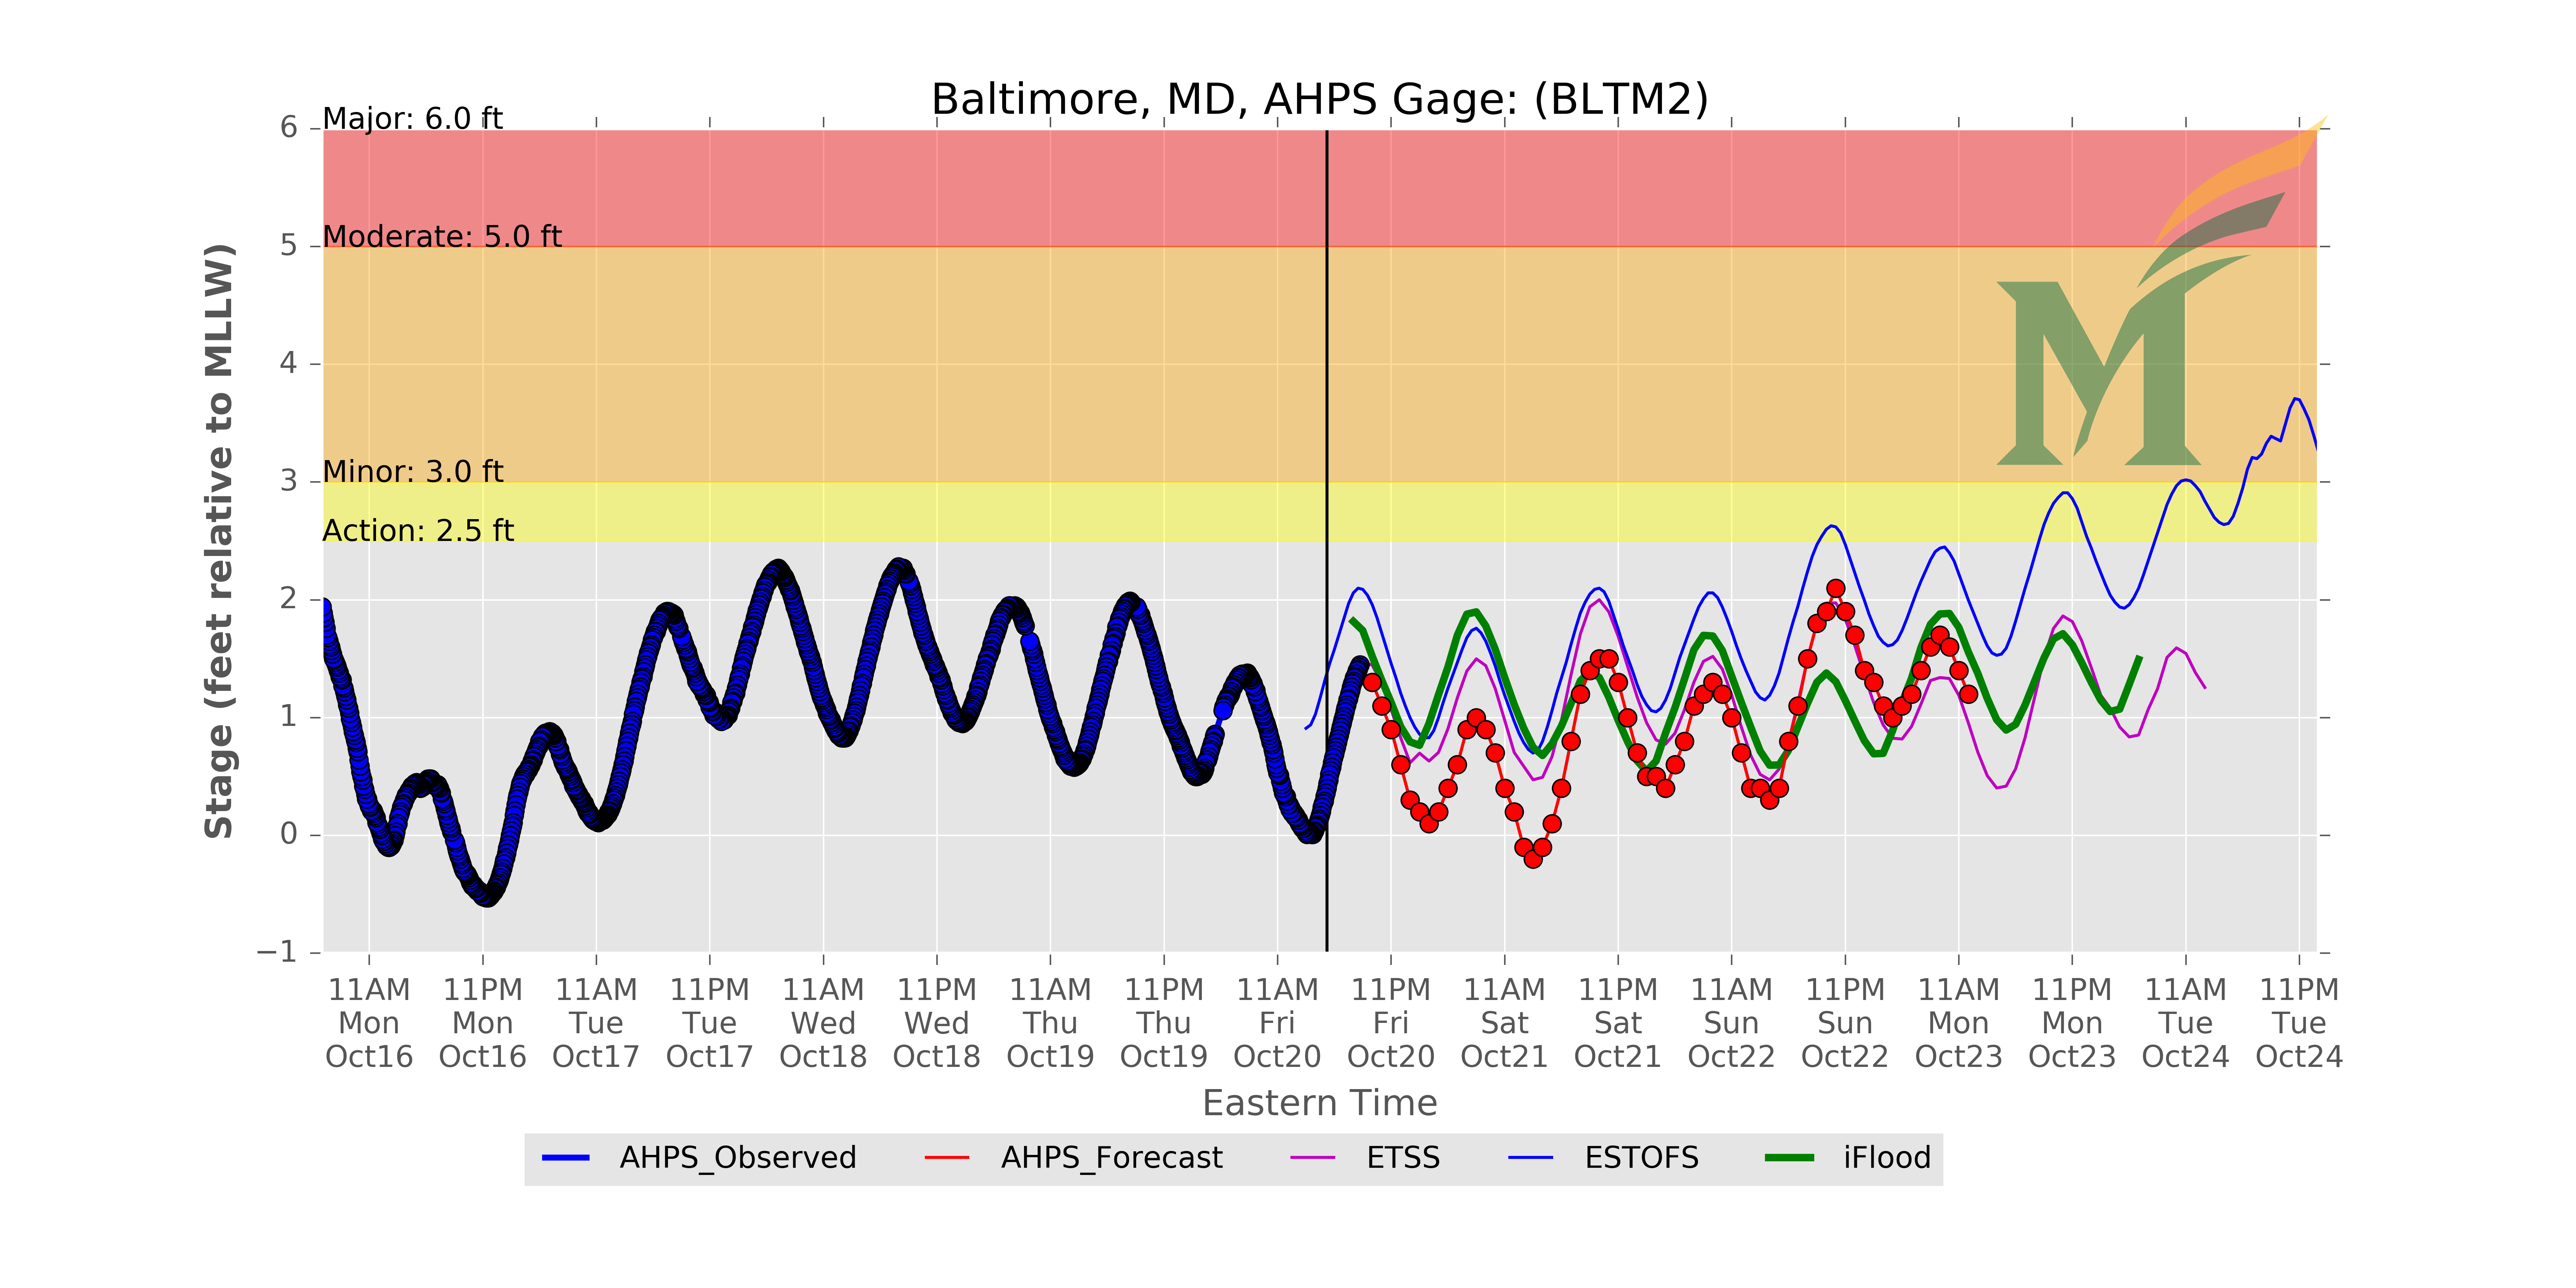 Baltimore, MD, AHPS Gage: (BLTM2)
Major: 6.0 ft
Moderate: 5.0 ft
Minor: 3.0 ft
Action: 2.5 ft
Stage (feet relative to MLLW)
6
5
4
3
2
1
0
−1
11AM 11PM 11AM 11PM 11AM 11PM 11AM 11PM 11AM 11PM 11AM 11PM 11AM 11PM 11AM 11PM 11AM 11PM
Mon Mon Tue Tue Wed Wed Thu Thu Fri Fri Sat Sat Sun Sun Mon Mon Tue Tue
Oct16 Oct16 Oct17 Oct17 Oct18 Oct18 Oct19 Oct19 Oct20 Oct20 Oct21 Oct21 Oct22 Oct22 Oct23 Oct23 Oct24 Oct24
Eastern Time
AHPS_Observed AHPS_Forecast ETSS ESTOFS iFlood
M